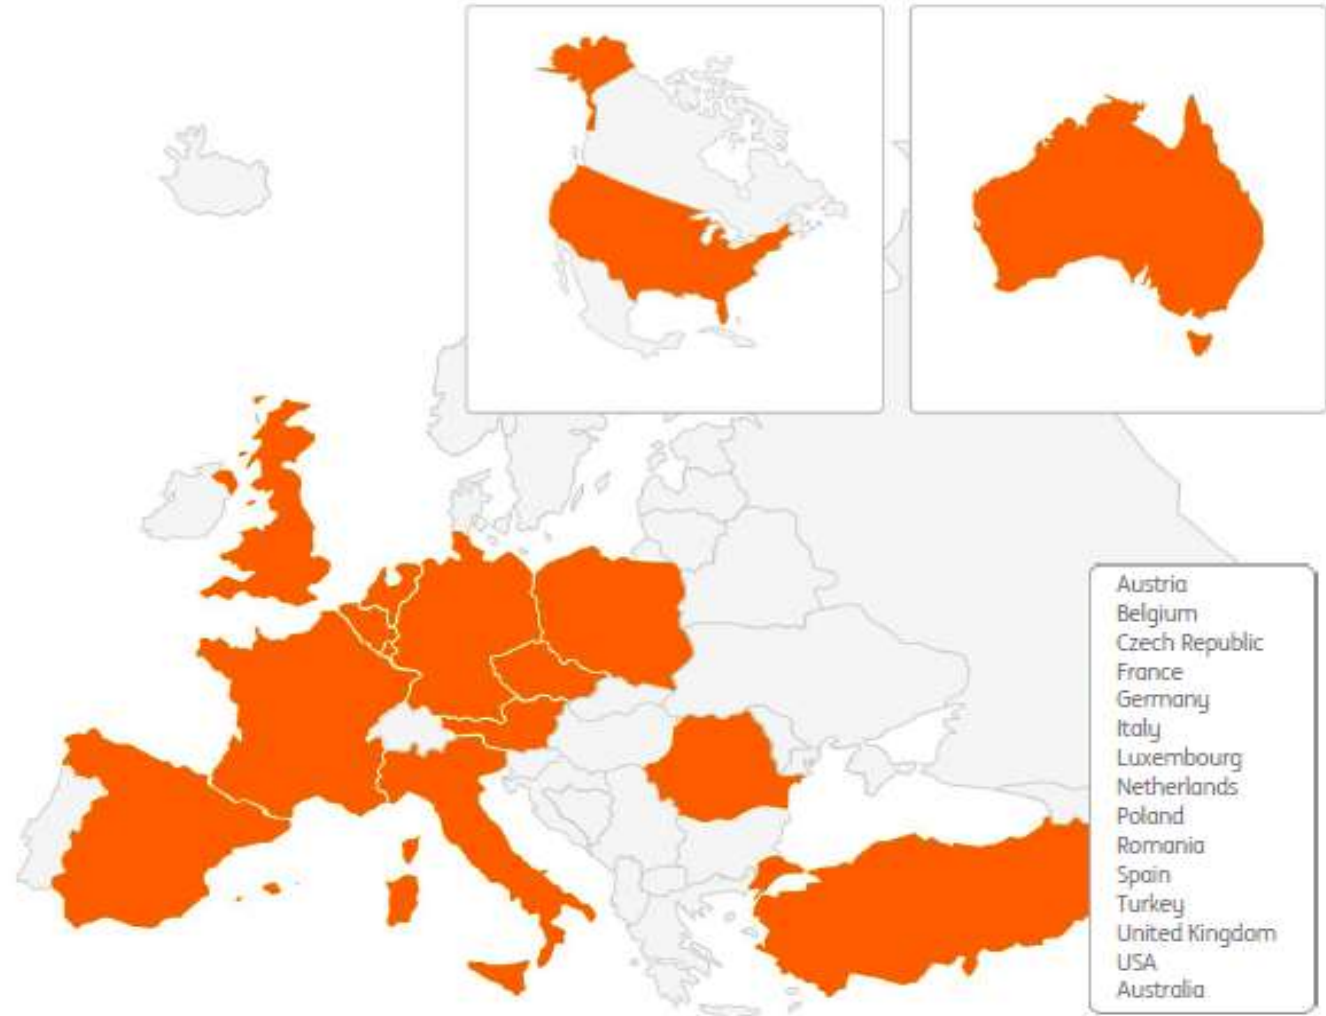 Austria
Belgium
Czech Republic
France
Germany
Italy
Luxembourg
Netherlands
Poland
Romania
Spain
Turkey
United Kingdom
USA
Australia